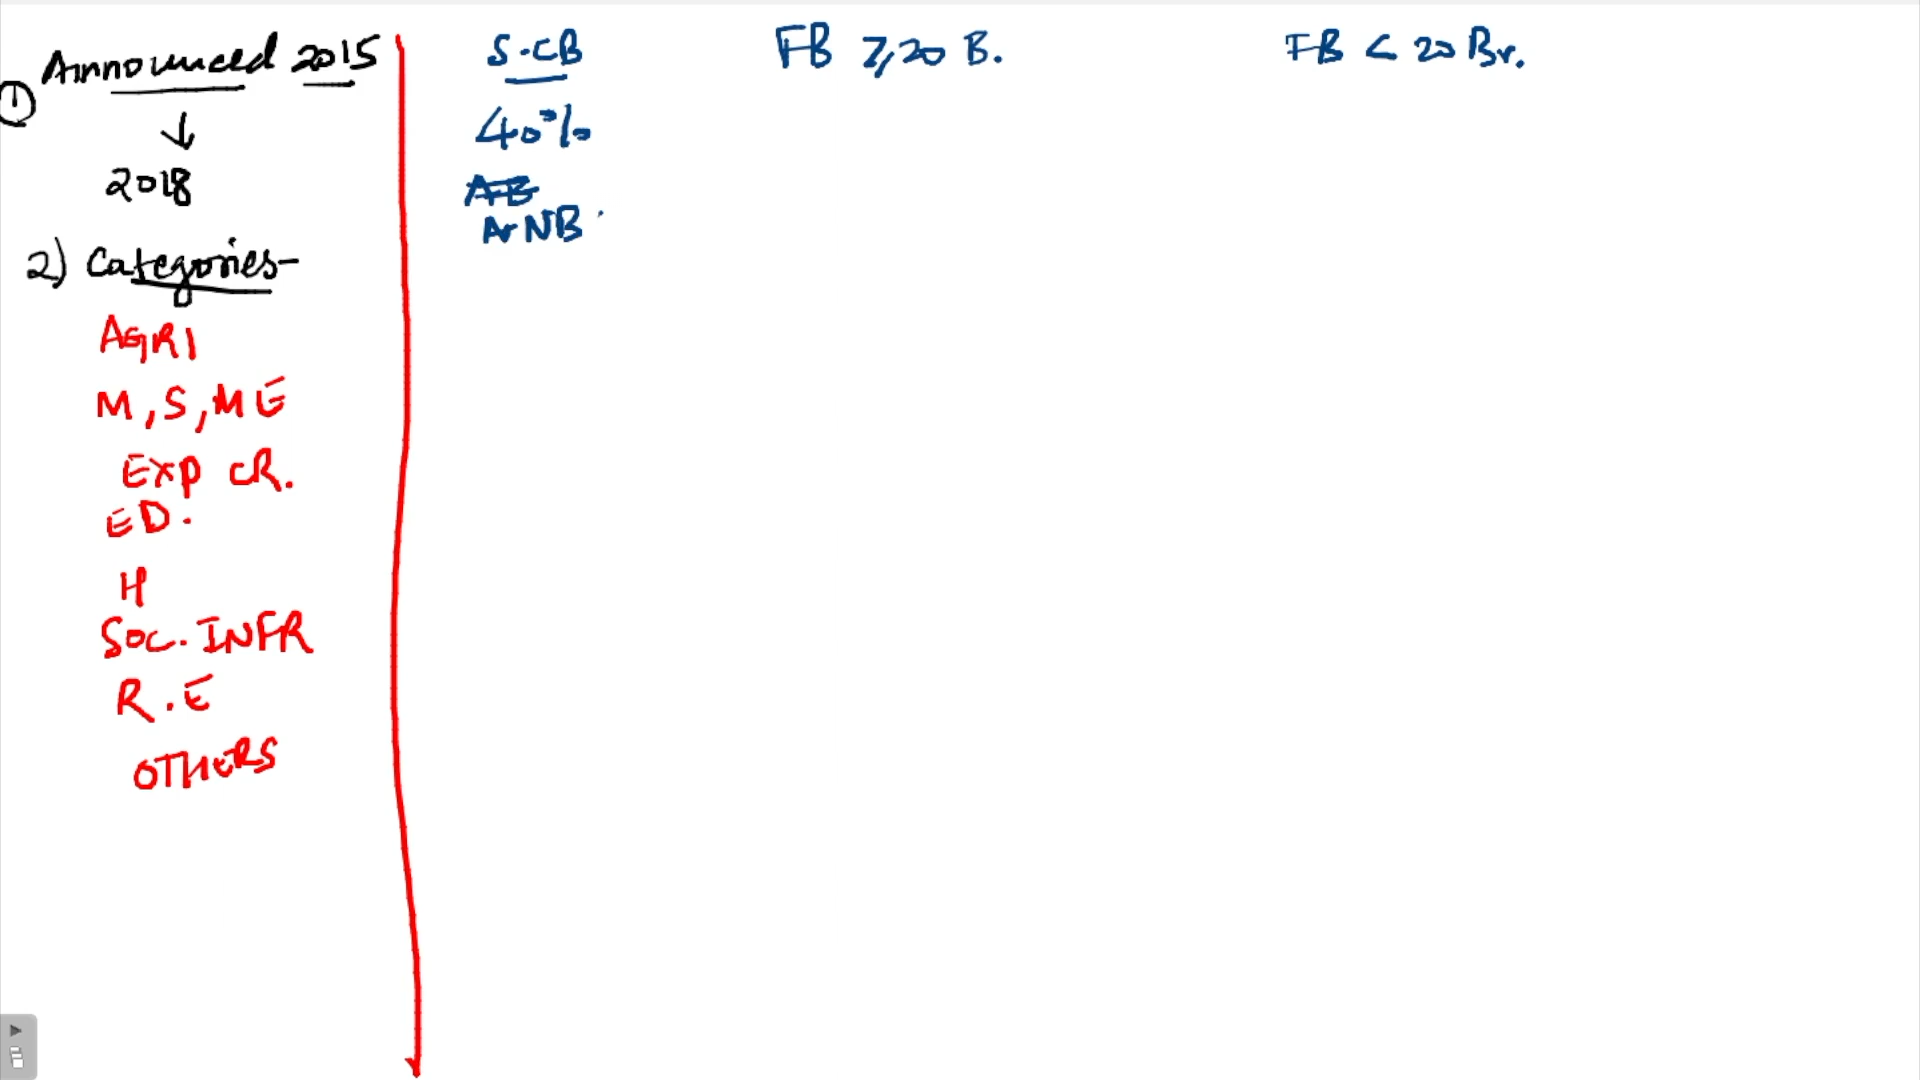 ① Announced 2015
↓
2018
2) Categories-
AGRI
M, S, ME
EXP CR.
ED.
H
SOC. INFR
R.E
OTHERS
S.CB
40%
ANB
FB ≥ 20 B.
FB < 20 Br.